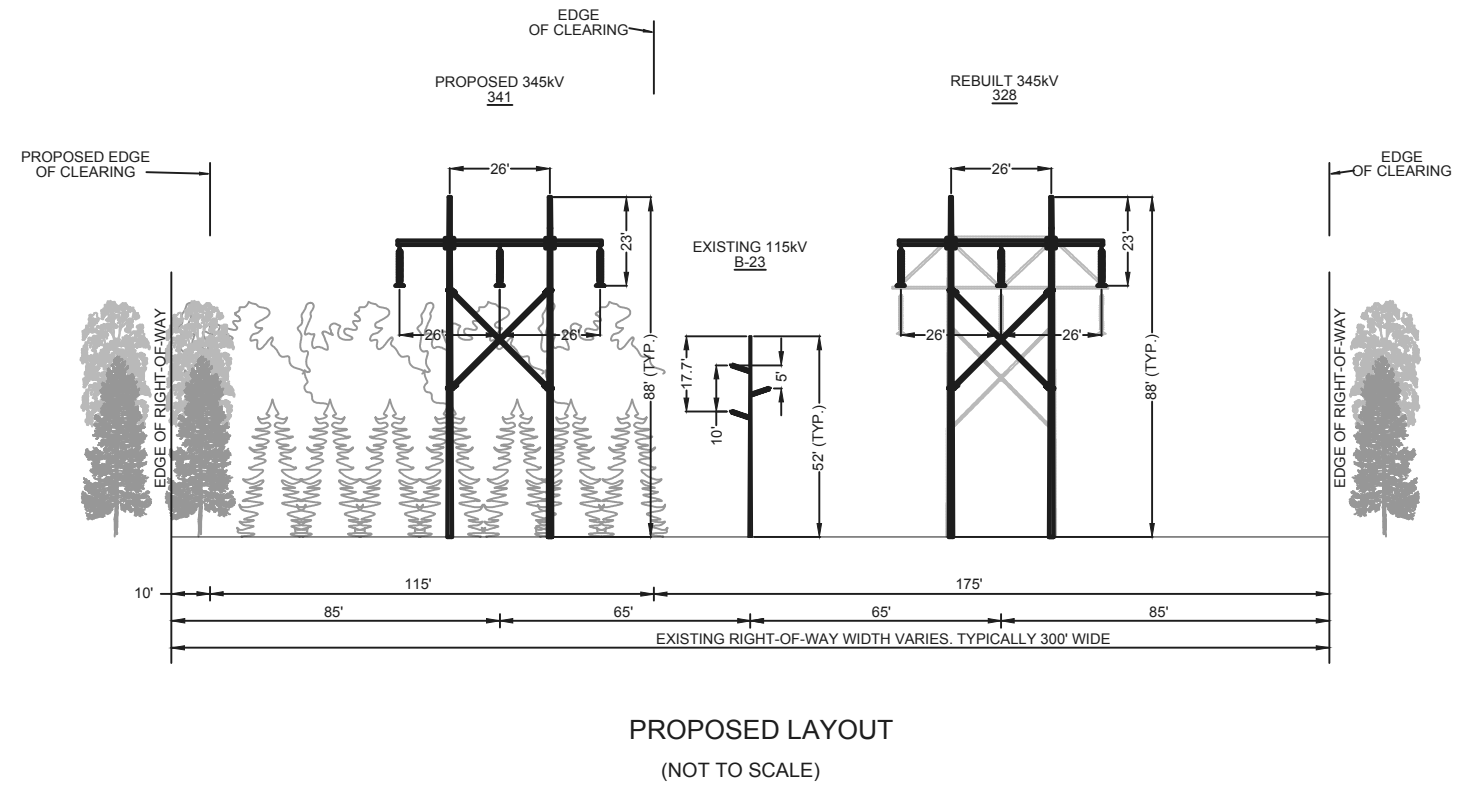 EDGE
OF CLEARING
PROPOSED 345kV
341
REBUILT 345kV
328
PROPOSED EDGE
OF CLEARING
EDGE
OF CLEARING
26'
26'
23'
23'
EXISTING 115kV
B-23
EDGE OF RIGHT-OF-WAY
26'
26'
88' (TYP.)
17.7'
5'
10'
52' (TYP.)
26'
26'
88' (TYP.)
EDGE OF RIGHT-OF-WAY
10'
115'
175'
85'
65'
65'
85'
EXISTING RIGHT-OF-WAY WIDTH VARIES. TYPICALLY 300' WIDE
PROPOSED LAYOUT
(NOT TO SCALE)